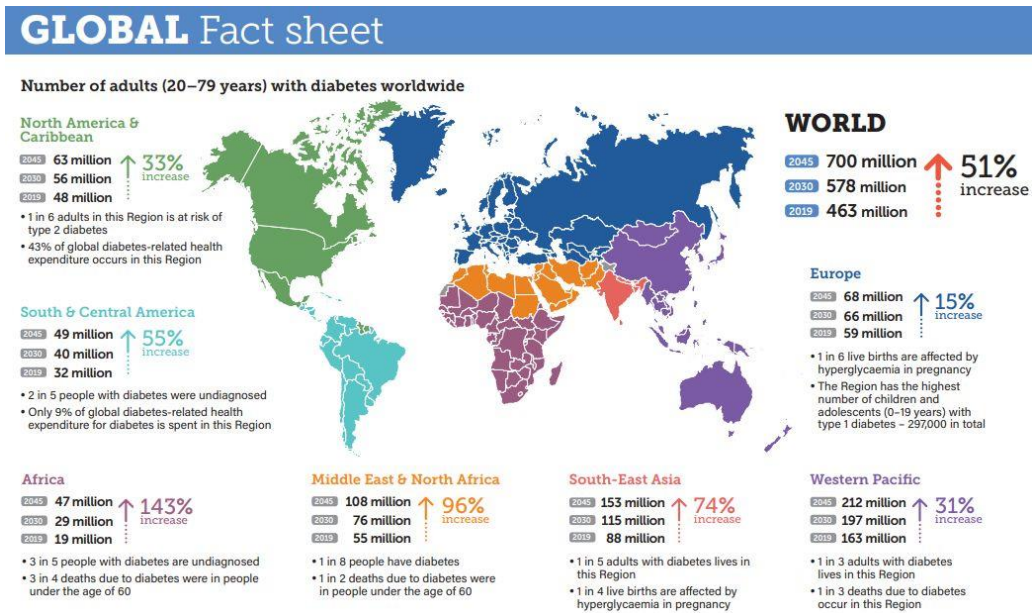 GLOBAL Fact sheet
Number of adults (20–79 years) with diabetes worldwide
North America &
Caribbean
2045 63 million
2030 56 million
2019 48 million
33%
increase
• 1 in 6 adults in this Region is at risk of
type 2 diabetes
• 43% of global diabetes-related health
expenditure occurs in this Region
South & Central America
2045 49 million
2030 40 million
2019 32 million
55%
increase
• 2 in 5 people with diabetes were undiagnosed
• Only 9% of global diabetes-related health
expenditure for diabetes is spent in this Region
WORLD
2045 700 million
2030 578 million
2019 463 million
51%
increase
Europe
2045 68 million
2030 66 million
2019 59 million
15%
increase
• 1 in 6 live births are affected by
hyperglycaemia in pregnancy
• The Region has the highest
number of children and
adolescents (0–19 years) with
type 1 diabetes – 297,000 in total
Africa
2045 47 million
2030 29 million
2019 19 million
143%
increase
• 3 in 5 people with diabetes are undiagnosed
• 3 in 4 deaths due to diabetes were in people
under the age of 60
Middle East & North Africa
2045 108 million
2030 76 million
2019 55 million
96%
increase
• 1 in 8 people have diabetes
• 1 in 2 deaths due to diabetes were
in people under the age of 60
South-East Asia
2045 153 million
2030 115 million
2019 88 million
74%
increase
• 1 in 5 adults with diabetes lives in
this Region
• 1 in 4 live births are affected by
hyperglycaemia in pregnancy
Western Pacific
2045 212 million
2030 197 million
2019 163 million
31%
increase
• 1 in 3 adults with diabetes
lives in this Region
• 1 in 3 deaths due to diabetes
occur in this Region